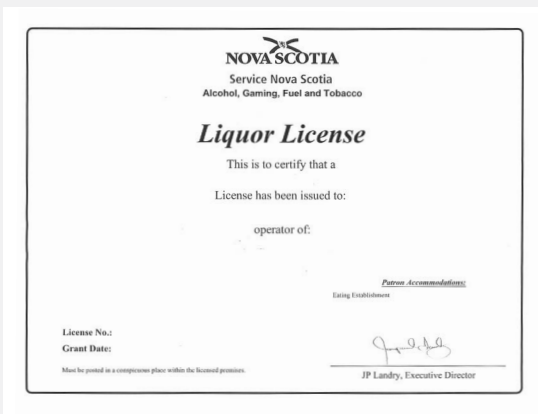 NOVA SCOTIA
Service Nova Scotia
Alcohol, Gaming, Fuel and Tobacco
Liquor License
This is to certify that a
License has been issued to:
operator of:
Patron Accommodations:
Eating Establishment
License No.:
Grant Date:
Must be posted in a conspicuous place within the licensed premises.
JP Landry, Executive Director